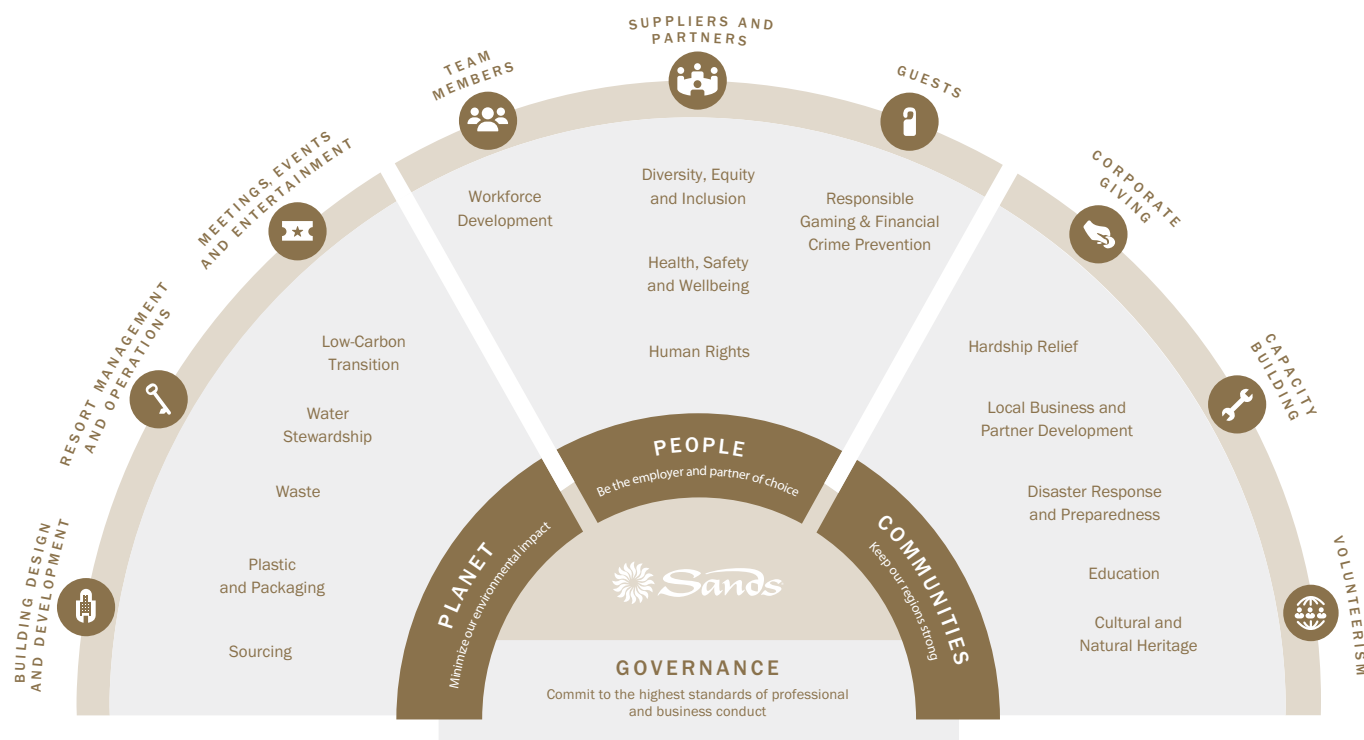 SUPPLIERS AND
PARTNERS
TEAM
MEMBERS
GUESTS
MEETINGS, EVENTS
AND ENTERTAINMENT
CORPORATE
GIVING
RESORT MANAGEMENT
AND OPERATIONS
CAPACITY
BUILDING
BUILDING DESIGN
AND DEVELOPMENT
VOLUNTEERISM
Low-Carbon
Transition
Water
Stewardship
Waste
Plastic
and Packaging
Sourcing
Workforce
Development
Diversity, Equity
and Inclusion
Health, Safety
and Wellbeing
Human Rights
Responsible
Gaming & Financial
Crime Prevention
Hardship Relief
Local Business and
Partner Development
Disaster Response
and Preparedness
Education
Cultural and
Natural Heritage
PLANET
Minimize our environmental impact
PEOPLE
Be the employer and partner of choice
COMMUNITIES
Keep our regions strong
Sands
GOVERNANCE
Commit to the highest standards of professional
and business conduct